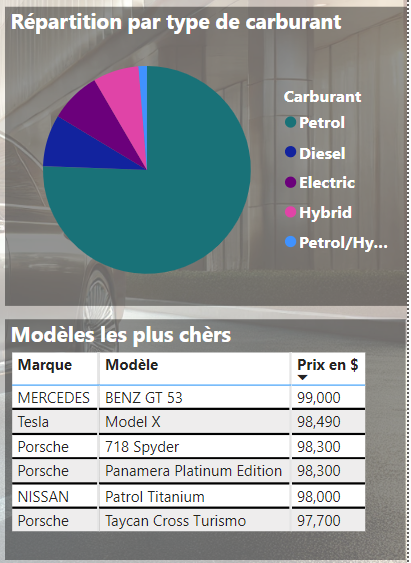 Répartition par type de carburant
Carburant
Petrol
Diesel
Electric
Hybrid
Petrol/Hy...
Modèles les plus chèrs
Marque Modèle Prix en $
MERCEDES BENZ GT 53 99,000
Tesla Model X 98,490
Porsche 718 Spyder 98,300
Porsche Panamera Platinum Edition 98,300
NISSAN Patrol Titanium 98,000
Porsche Taycan Cross Turismo 97,700